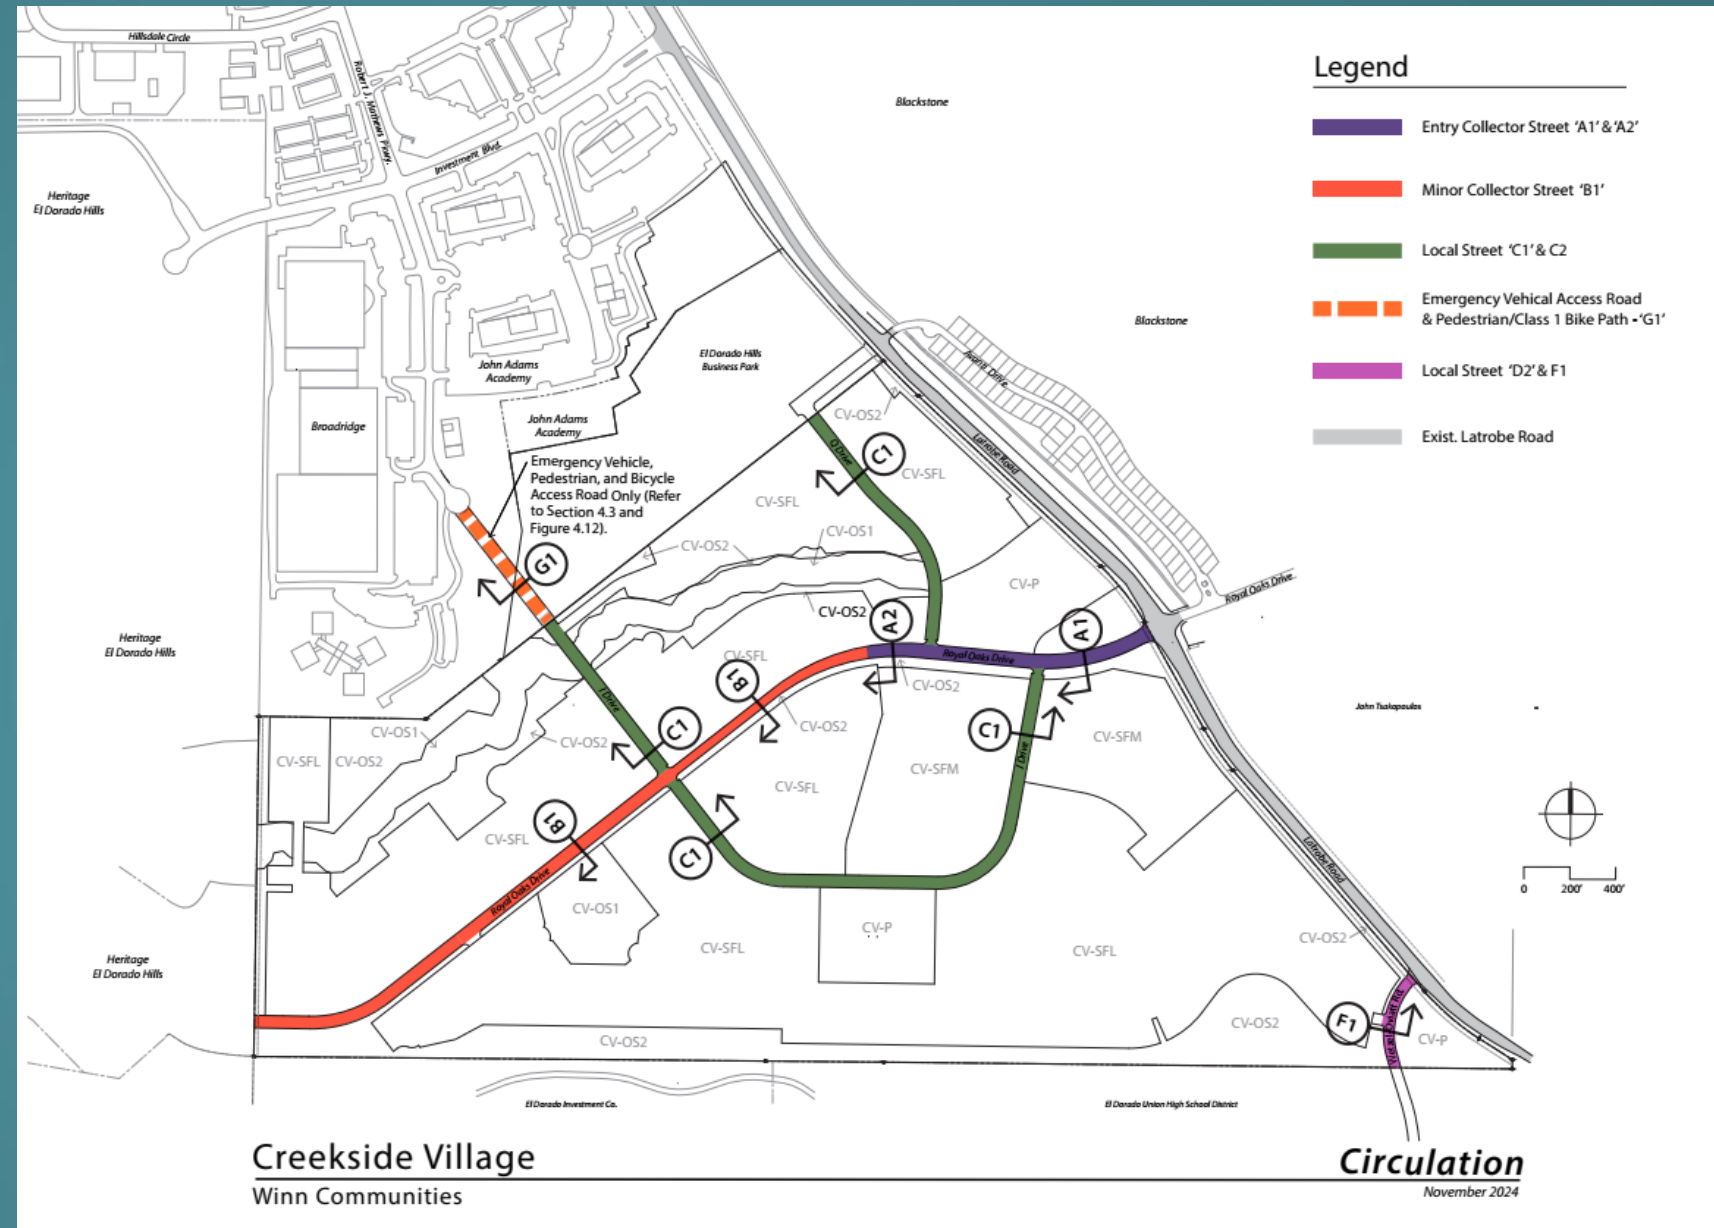 Hillsdale Circle
Robert J. Mathews Pkwy.
Investment Blvd.
Blackstone
Heritage
El Dorado Hills
Blackstone
El Dorado Hills
Business Park
John Adams
Academy
John Adams
Academy
Broadridge
Emergency Vehicle,
Pedestrian, and Bicycle
Access Road Only (Refer
to Section 4.3 and
Figure 4.12).
Avanti Drive
Latrobe Road
CV-OS2
Q Drive
C1
CV-SFL
CV-SFL
CV-OS1
CV-OS2
G1
CV-P
Royal Oaks Drive
CV-OS2
A2
A1
Heritage
El Dorado Hills
CV-SFL
Royal Oaks Drive
B1
CV-OS2
J Drive
CV-OS2
C1
C1
CV-SFM
John Tsakopoulos
CV-OS1
CV-OS2
CV-SFL
CV-OS2
CV-SFM
J Drive
CV-SFL
B1
CV-SFL
C1
Latrobe Road
Royal Oaks Drive
CV-OS1
CV-P
CV-SFL
CV-SFL
CV-OS2
Heritage
El Dorado Hills
F1
CV-OS2
CV-OS2
CV-P
El Dorado Investment Co.
El Dorado Union High School District
Legend
Entry Collector Street ‘A1’ & ‘A2’
Minor Collector Street ‘B1’
Local Street ‘C1’ & C2
Emergency Vehical Access Road
& Pedestrian/Class 1 Bike Path - ‘G1’
Local Street ‘D2’ & F1
Exist. Latrobe Road
0 200' 400'
Creekside Village
Winn Communities
Circulation
November 2024